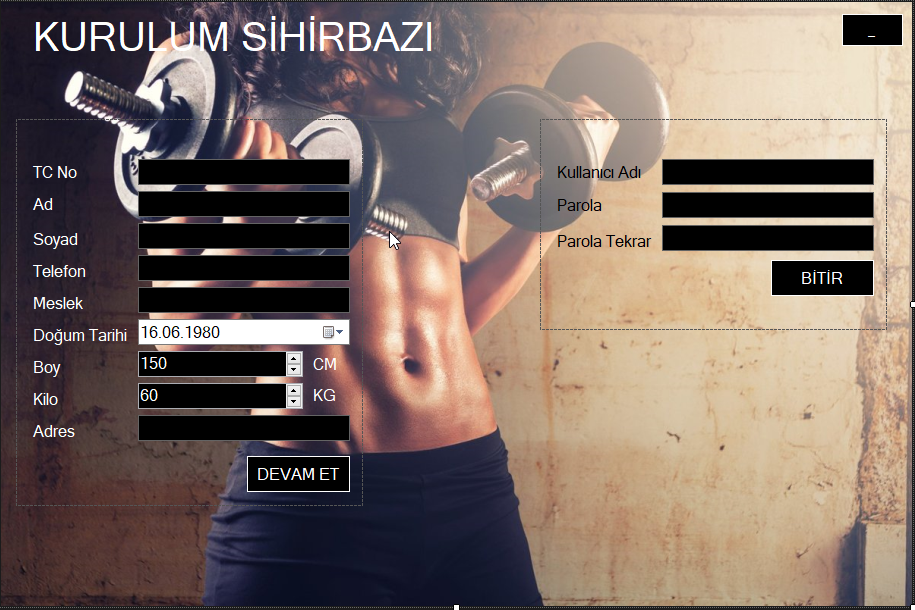 KURULUM SİHİRBAZI
_
TC No
Ad
Soyad
Telefon
Meslek
Doğum Tarihi 16.06.1980
Boy 150 CM
Kilo 60 KG
Adres
DEVAM ET
Kullanıcı Adı
Parola
Parola Tekrar
BİTİR